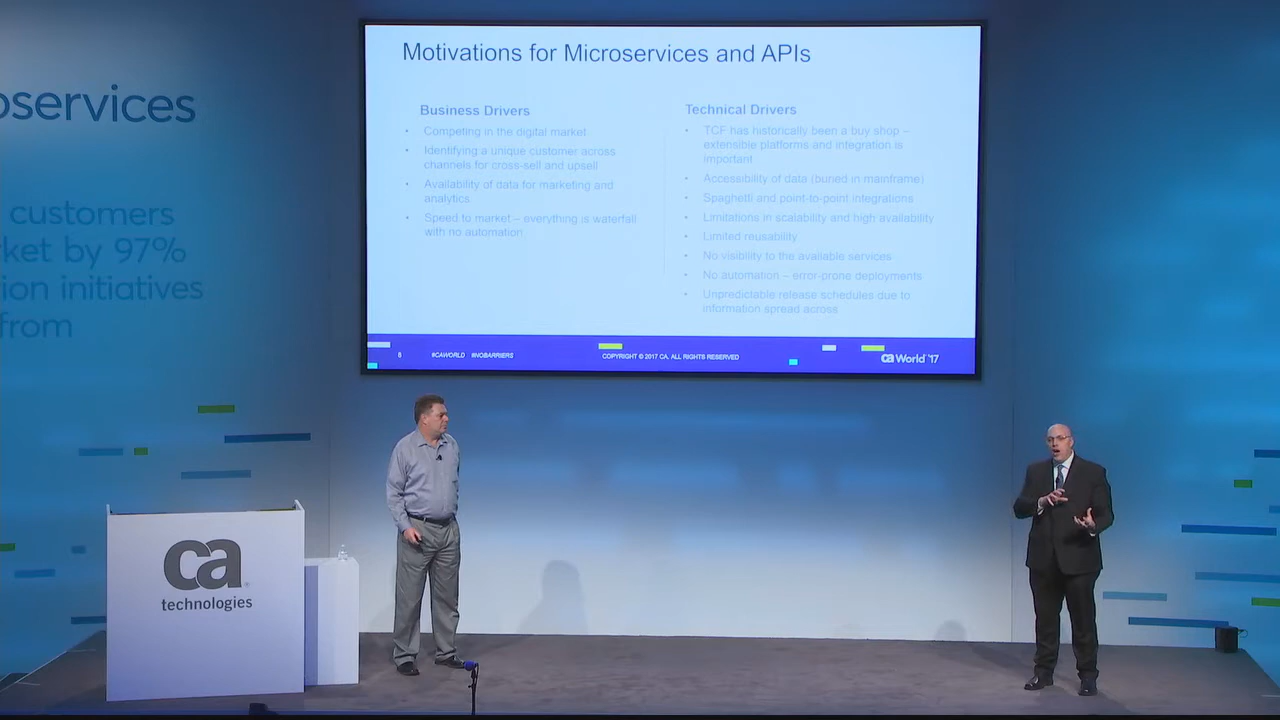 oservices
customers
ket by 97%
ion initiatives
from
Motivations for Microservices and APIs
Business Drivers
• Competing in the digital market
• Identifying a unique customer across
channels for cross-sell and upsell
• Availability of data for marketing and
analytics.
• Speed to market – everything is waterfall
with no automation.
Technical Drivers
• TCF has historically been a buy shop –
extensible platforms and integration is
important
• Accessibility of data (buried in mainframe)
• Spaghetti and point-to-point integrations
• Limitations in scalability and high availability
• Limited reusability
• No visibility to the available services
• No automation – error-prone deployments
• Unpredictable release schedules due to
information spread across
#CAWORLD #NOBARRIERS
COPYRIGHT © 2017 CA. ALL RIGHTS RESERVED
ca World '17
ca
technologies